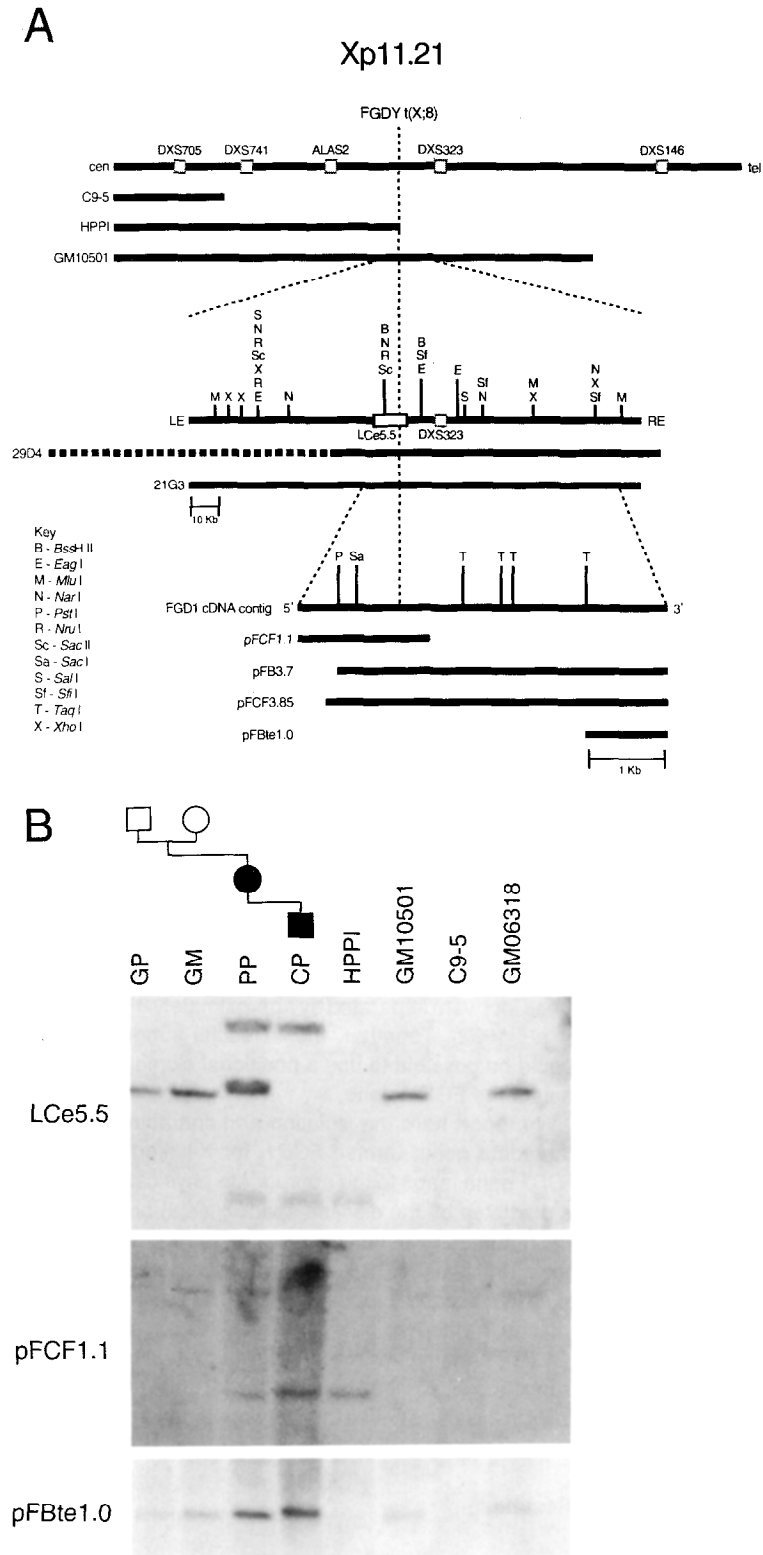 A
Xp11.21
FGDY t(X;8)
DXS705 DXS741 ALAS2 DXS323 DXS146
cen tel
C9-5
HPPI
GM10501
S
N
R
Sc
X
R
E
B
N
R
Sc
B
Sf
E
M X X N E S Sf N M X N X Sf M
LE RE
LCe5.5 DXS323
29D4
21G3
10 Kb
Key
B - BssH II
E - Eag I
M - Mlu I
N - Nar I
P - Pst I
R - Nru I
Sc - Sac II
Sa - Sac I
S - Sal I
Sf - Sfi I
T - Taq I
X - Xho I
P Sa T T T T
FGD1 cDNA contig 5' 3'
pFCF1.1
pFB3.7
pFCF3.85
pFBte1.0
1 Kb
B
GP GM PP CP HPPI GM10501 C9-5 GM06318
LCe5.5
pFCF1.1
pFBte1.0